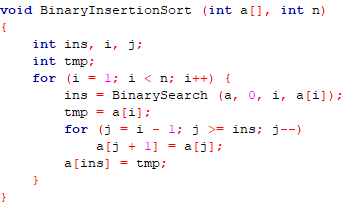 void BinaryInsertionSort (int a[], int n)
{
    int ins, i, j;
    int tmp;
    for (i = 1; i < n; i++) {
        ins = BinarySearch (a, 0, i, a[i]);
        tmp = a[i];
        for (j = i - 1; j >= ins; j--)
            a[j + 1] = a[j];
        a[ins] = tmp;
    }
}